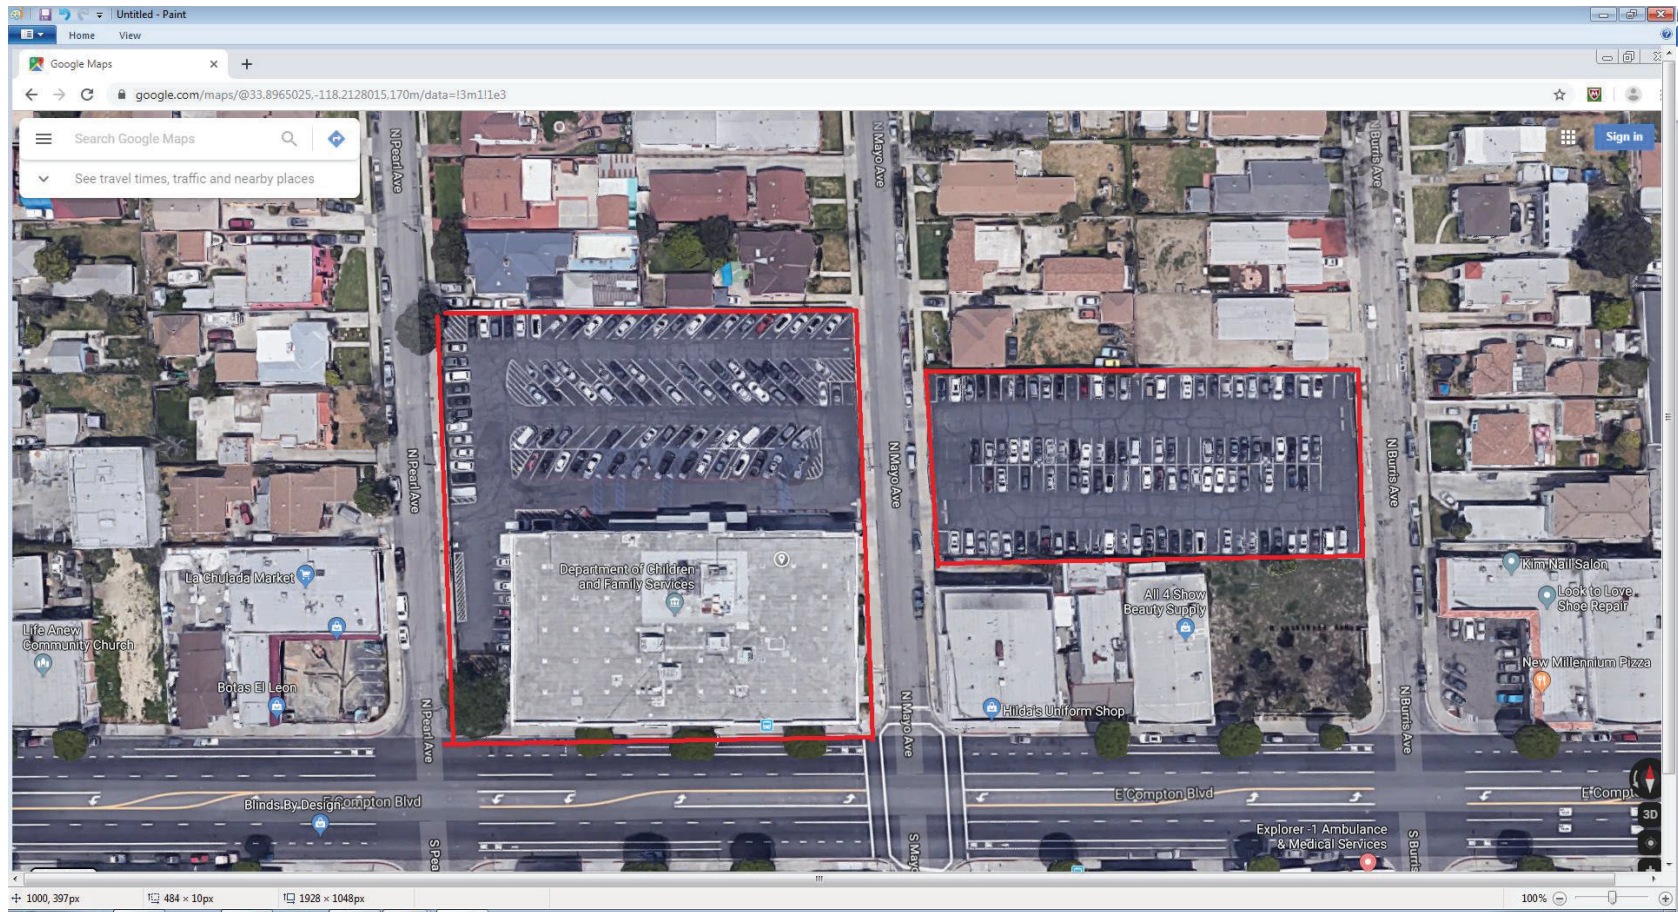 Untitled - Paint
Home View
Google Maps
google.com/maps/@33.8965025,-118.2128015,170m/data=!3m1!1e3
Search Google Maps
Sign in
See travel times, traffic and nearby places
N Pearl Ave
N Mayo Ave
N Burris Ave
N Pearl Ave
N Mayo Ave
N Burris Ave
La Chulada Market
Department of Children
and Family Services
Kim Nail Salon
All 4 Show
Beauty Supply
Look to Love
Shoe Repair
Life Anew
Community Church
New Millennium Pizza
Botas El Leon
Hilda's Uniform Shop
N Pearl Ave
N Mayo Ave
N Burris Ave
Blinds By Design
E Compton Blvd
E Compton Blvd
E Compt
3D
Explorer -1 Ambulance
& Medical Services
S Pea
S May
S Burris
1000, 397px
484 × 10px
1928 × 1048px
100%